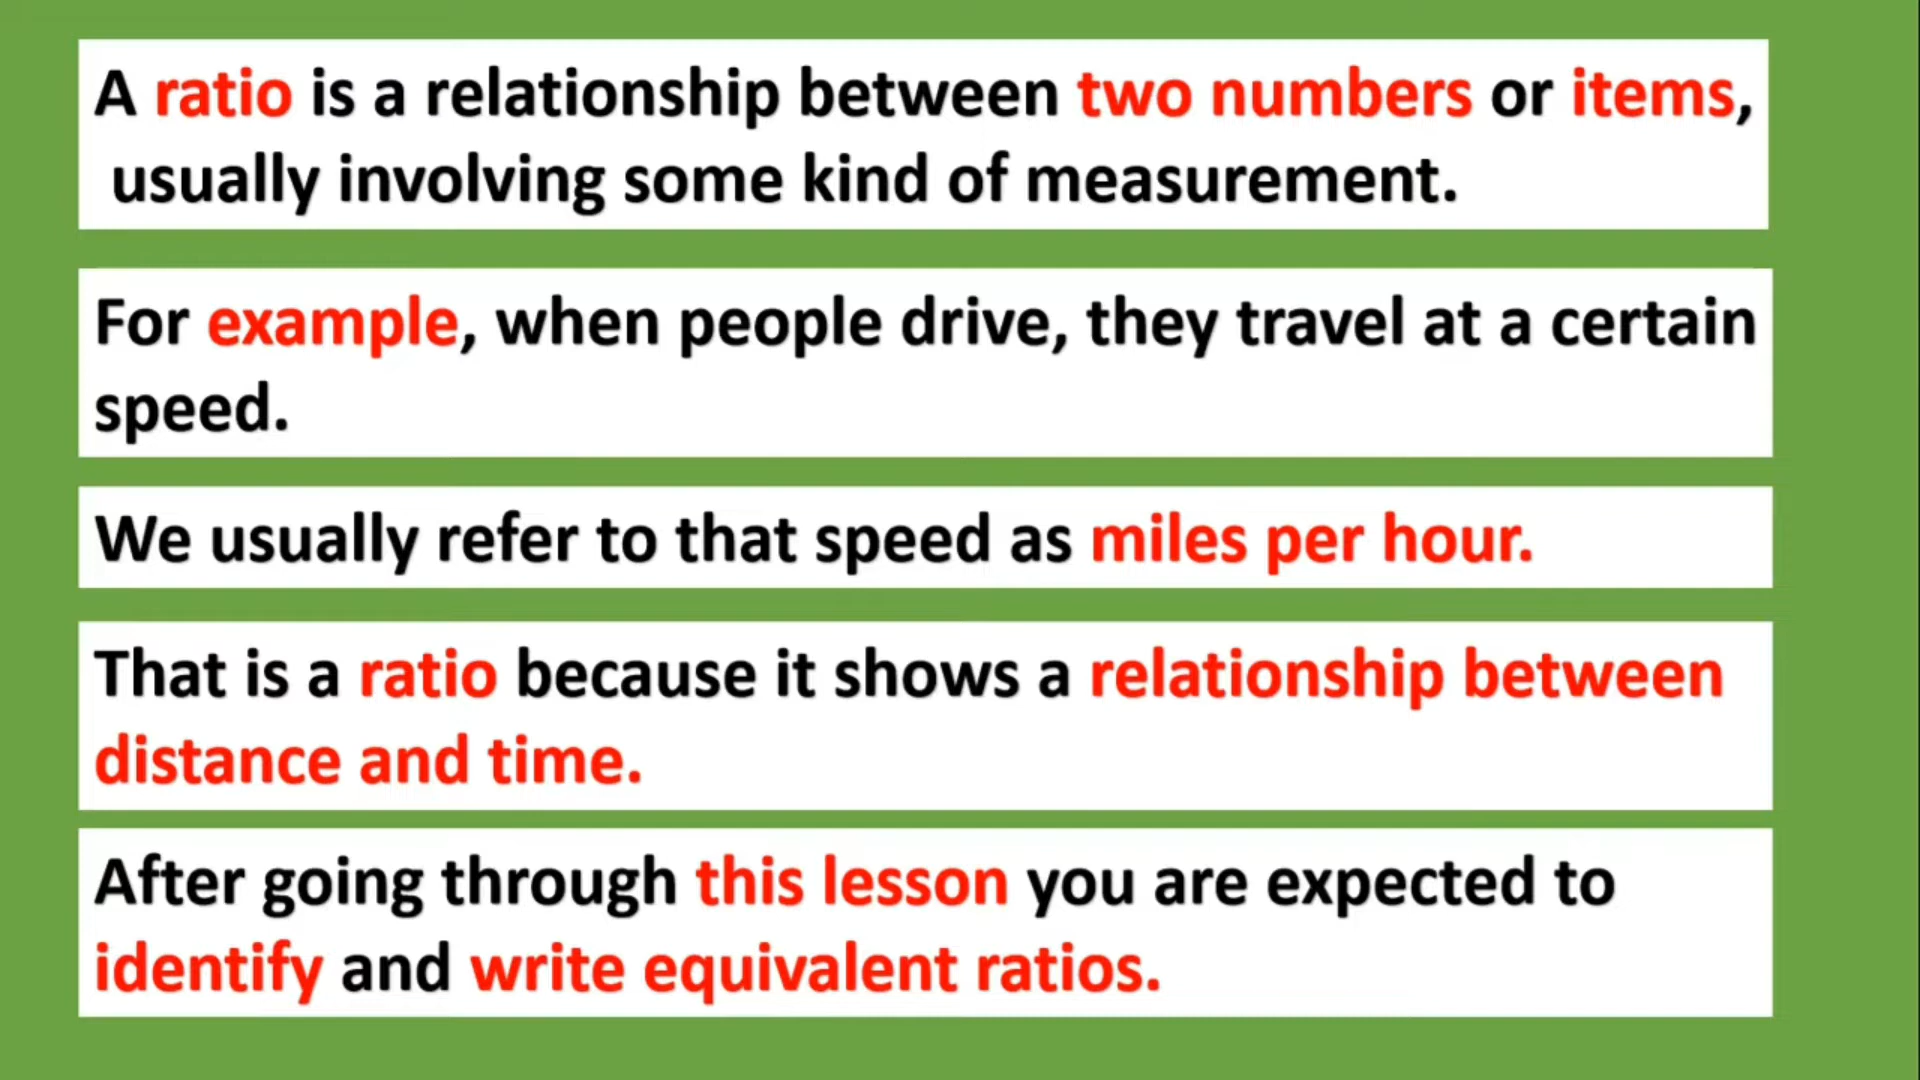 A ratio is a relationship between two numbers or items,
usually involving some kind of measurement.
For example, when people drive, they travel at a certain
speed.
We usually refer to that speed as miles per hour.
That is a ratio because it shows a relationship between
distance and time.
After going through this lesson you are expected to
identify and write equivalent ratios.